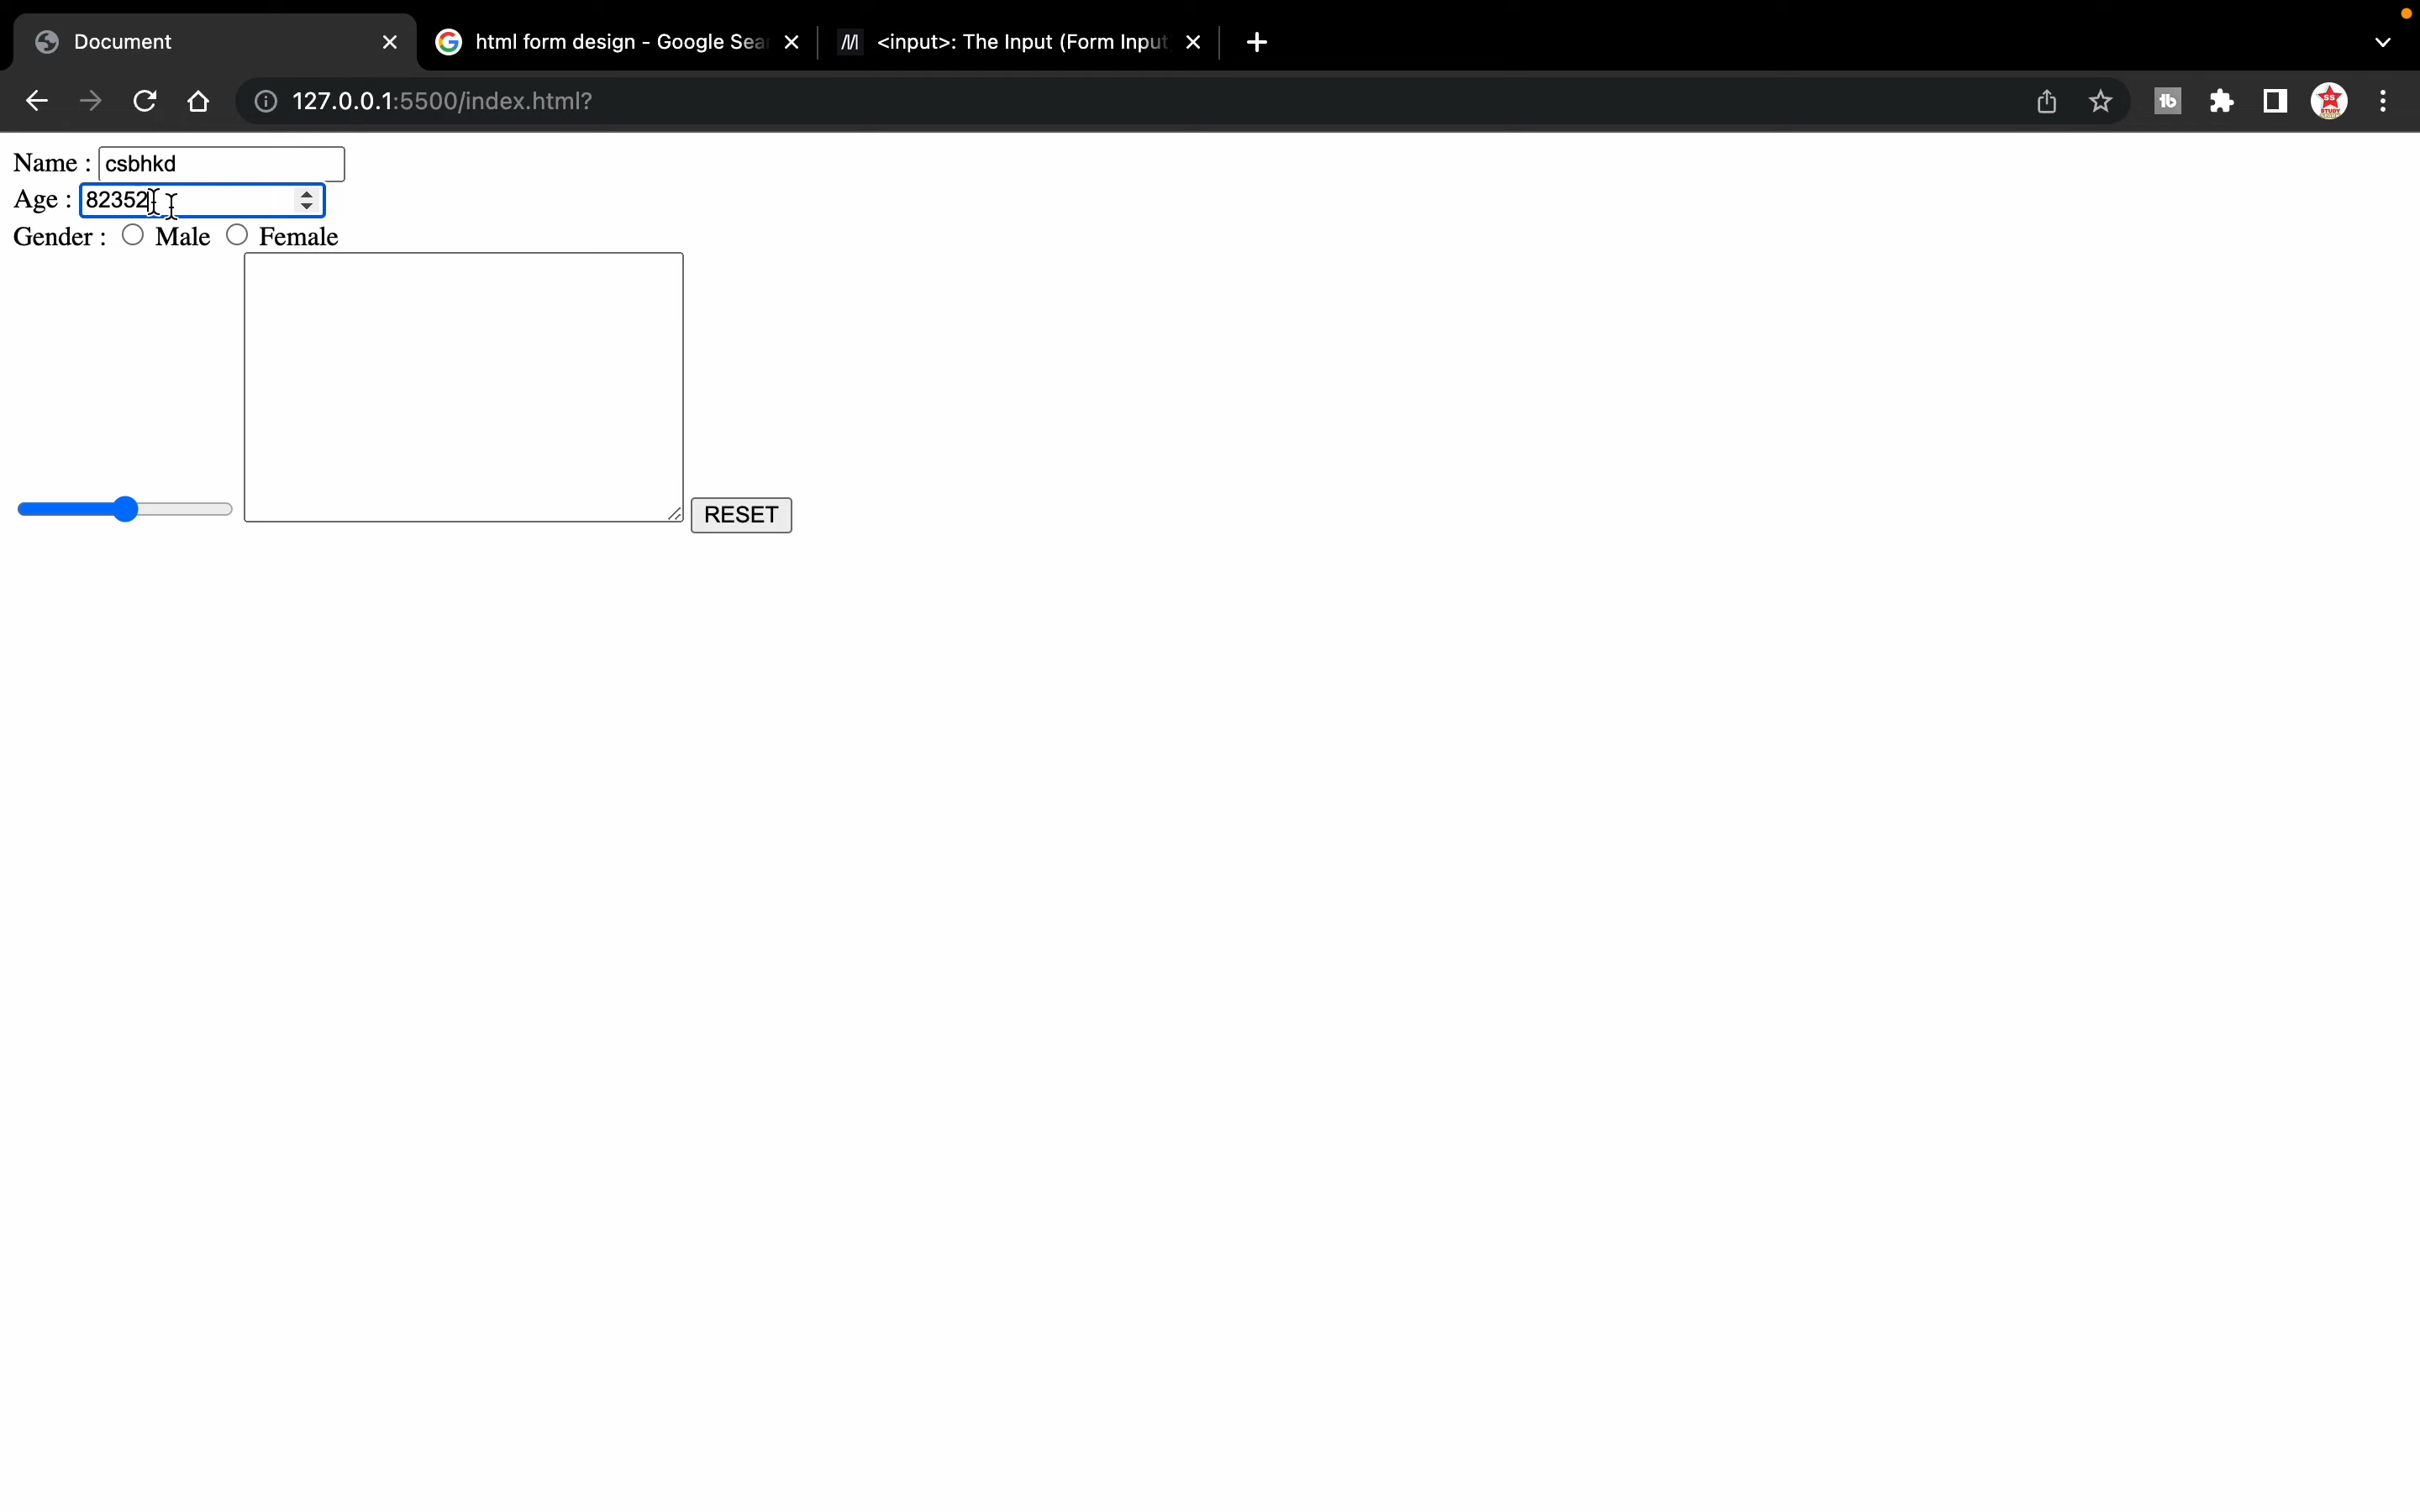 Document
html form design - Google Sea
<input>: The Input (Form Input
127.0.0.1:5500/index.html?
Name : csbhkd
Age : 82352
Gender : Male Female
RESET